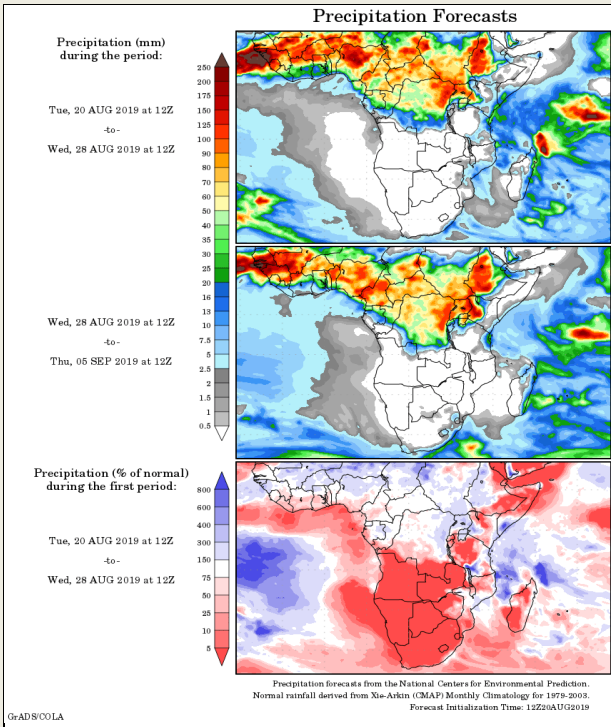 Precipitation Forecasts
Precipitation (mm)
during the period:
Tue, 20 AUG 2019 at 12Z
-to-
Wed, 28 AUG 2019 at 12Z
250
200
175
150
125
100
90
80
70
60
50
40
35
30
25
20
16
13
10
7.5
5
2.5
2
1.5
1
0.5
Wed, 28 AUG 2019 at 12Z
-to-
Thu, 05 SEP 2019 at 12Z
Precipitation (% of normal)
during the first period:
Tue, 20 AUG 2019 at 12Z
-to-
Wed, 28 AUG 2019 at 12Z
800
600
400
300
150
75
50
25
10
5
Precipitation forecasts from the National Centers for Environmental Prediction.
Normal rainfall derived from Xie-Arkin (CMAP) Monthly Climatology for 1979-2003.
Forecast Initialization Time: 12Z20AUG2019
GrADS/COLA